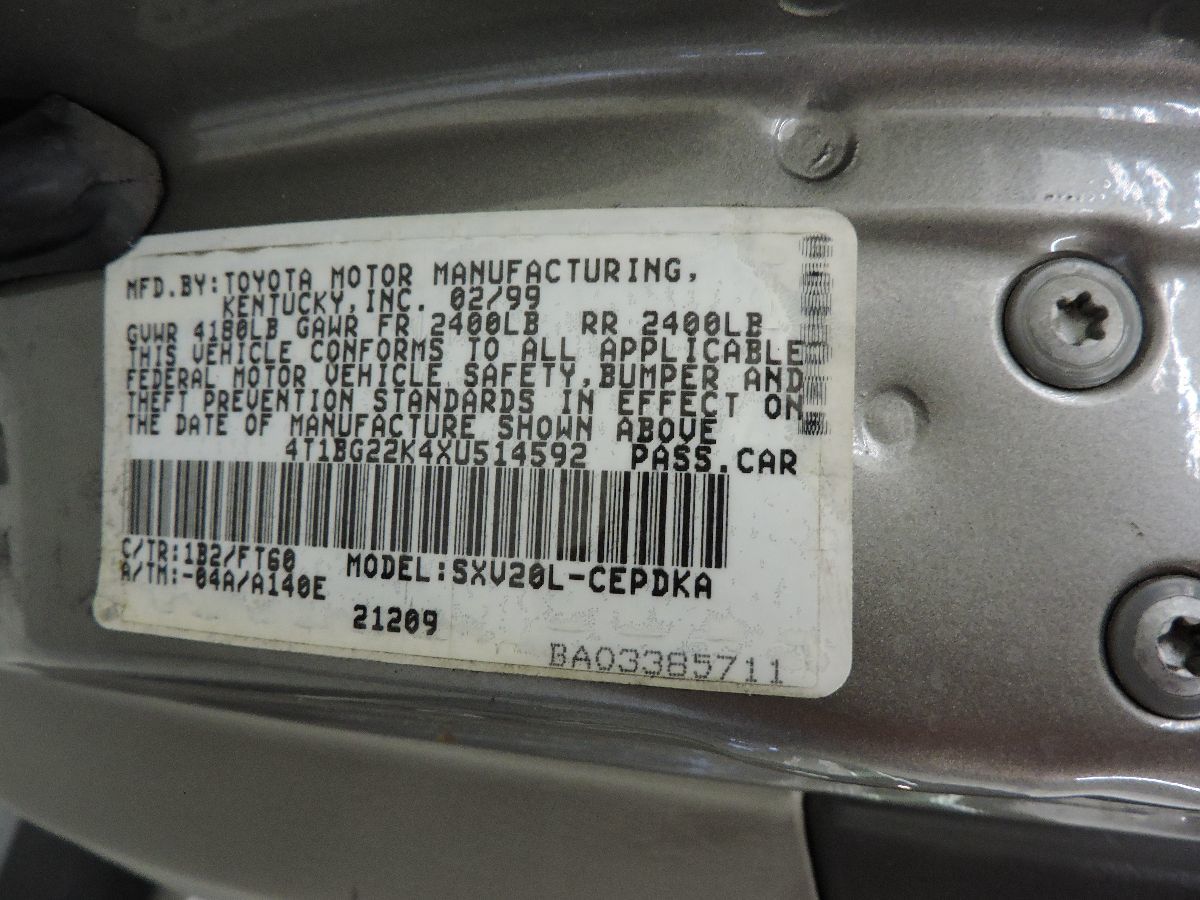 MFD.BY:TOYOTA MOTOR MANUFACTURING,
KENTUCKY,INC. 02/99
GVWR 4180LB GAWR FR 2400LB RR 2400LB
THIS VEHICLE CONFORMS TO ALL APPLICABLE
FEDERAL MOTOR VEHICLE SAFETY,BUMPER AND
THEFT PREVENTION STANDARDS IN EFFECT ON
THE DATE OF MANUFACTURE SHOWN ABOVE
4T1BG22K4XU514592 PASS.CAR
C/TR:1B2/FT60
A/TM:-04A/A140E MODEL:SXV20L-CEPDKA
21209
BA03385711